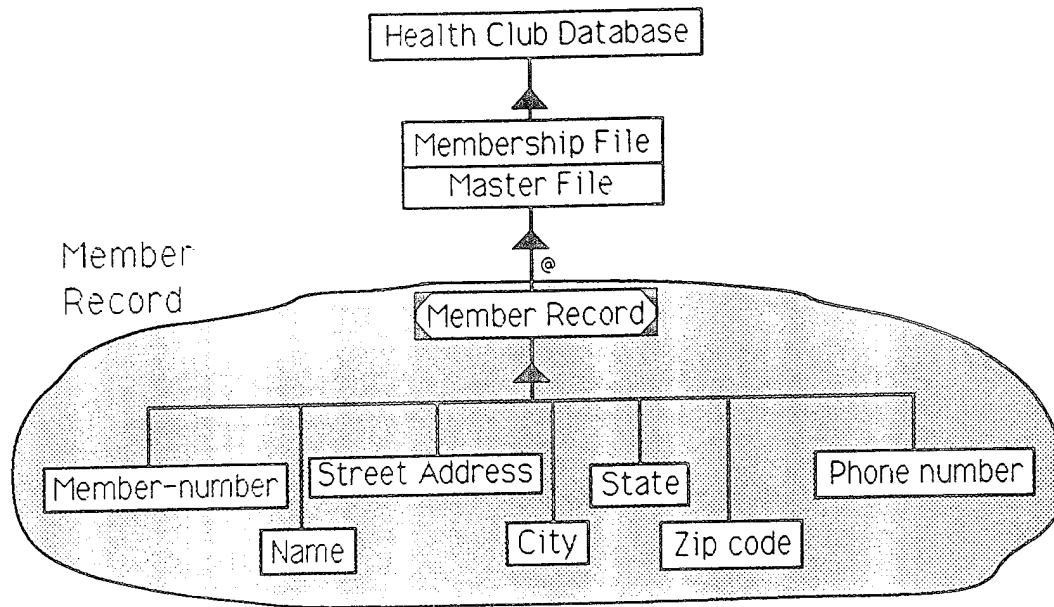 Health Club Database
Membership File
Master File
@
Member
Record
Member Record
Member-number
Street Address
State
Phone number
Name
City
Zip code